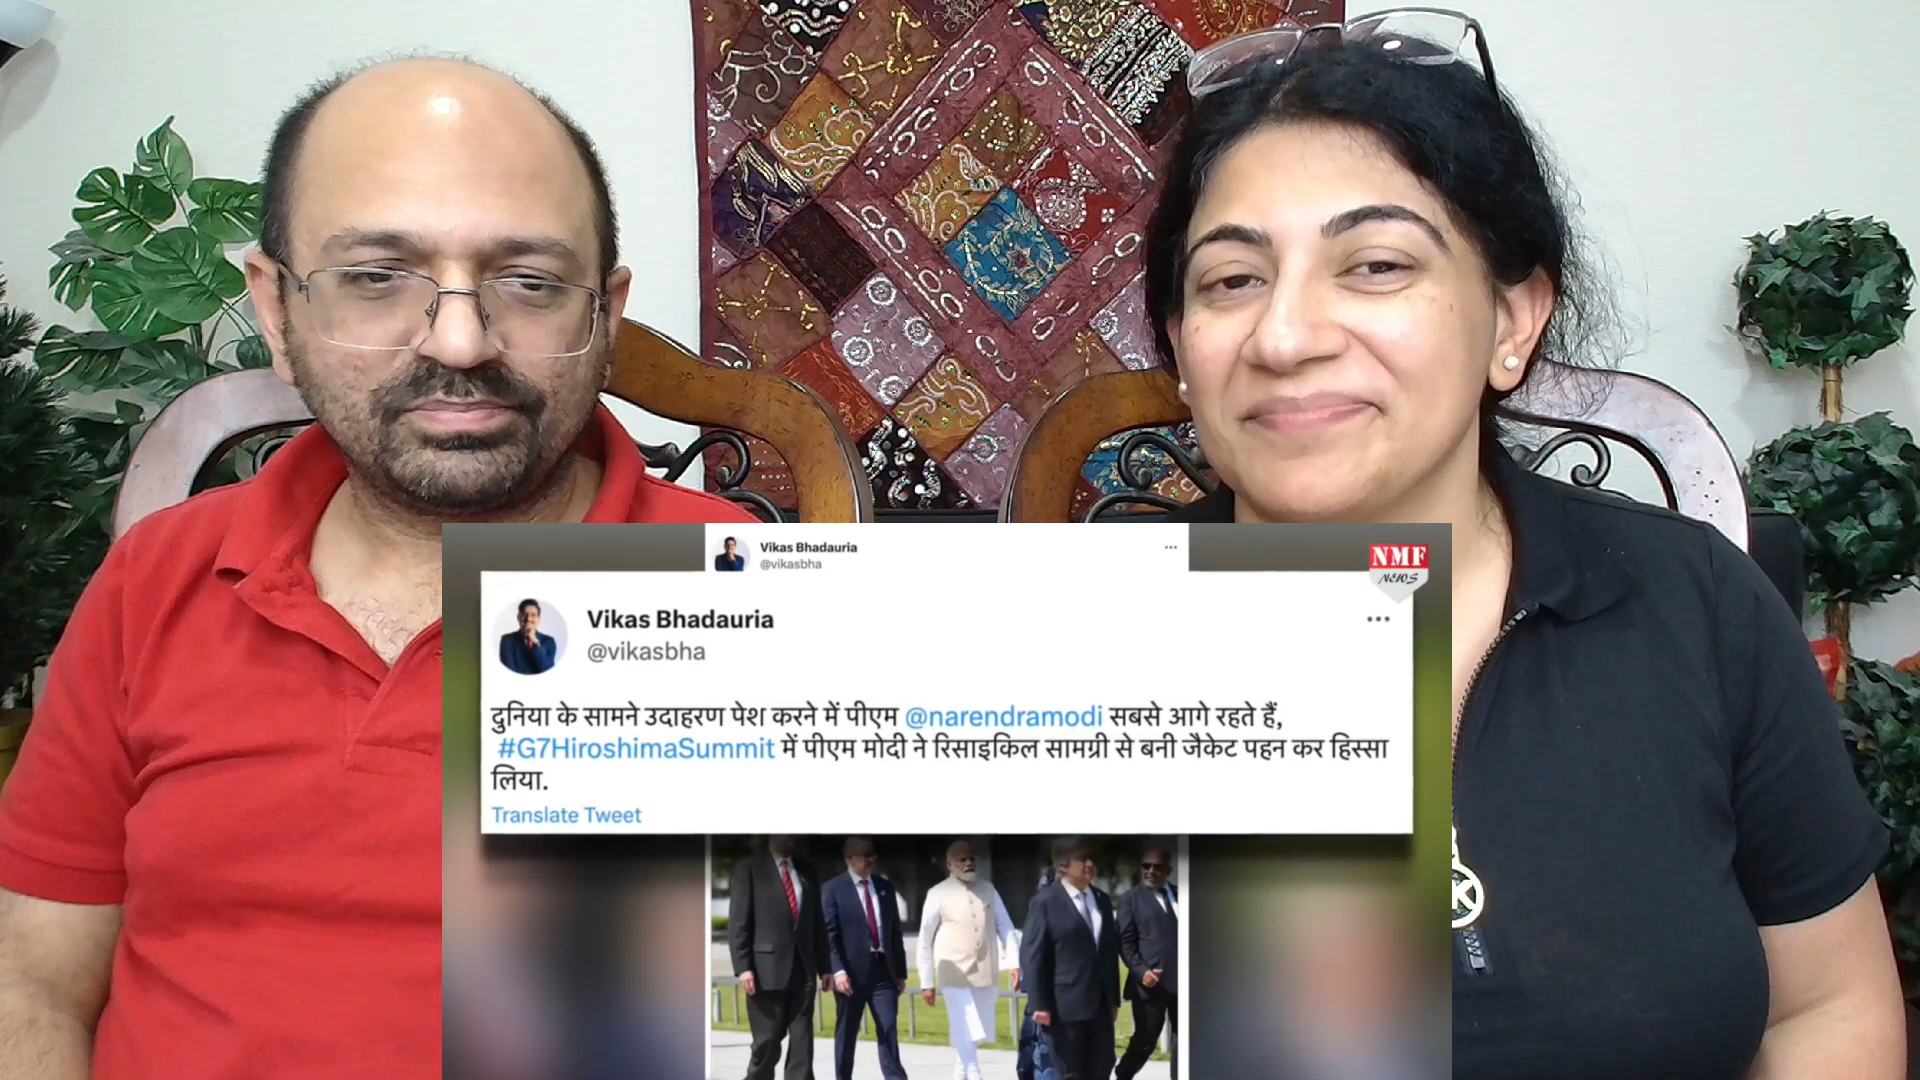 Vikas Bhadauria
@vikasbha
NMF
NEWS
Vikas Bhadauria
@vikasbha
दुनिया के सामने उदाहरण पेश करने में पीएम @narendramodi सबसे आगे रहते हैं,
#G7HiroshimaSummit में पीएम मोदी ने रिसाइकिल सामग्री से बनी जैकेट पहन कर हिस्सा
लिया.
Translate Tweet
K